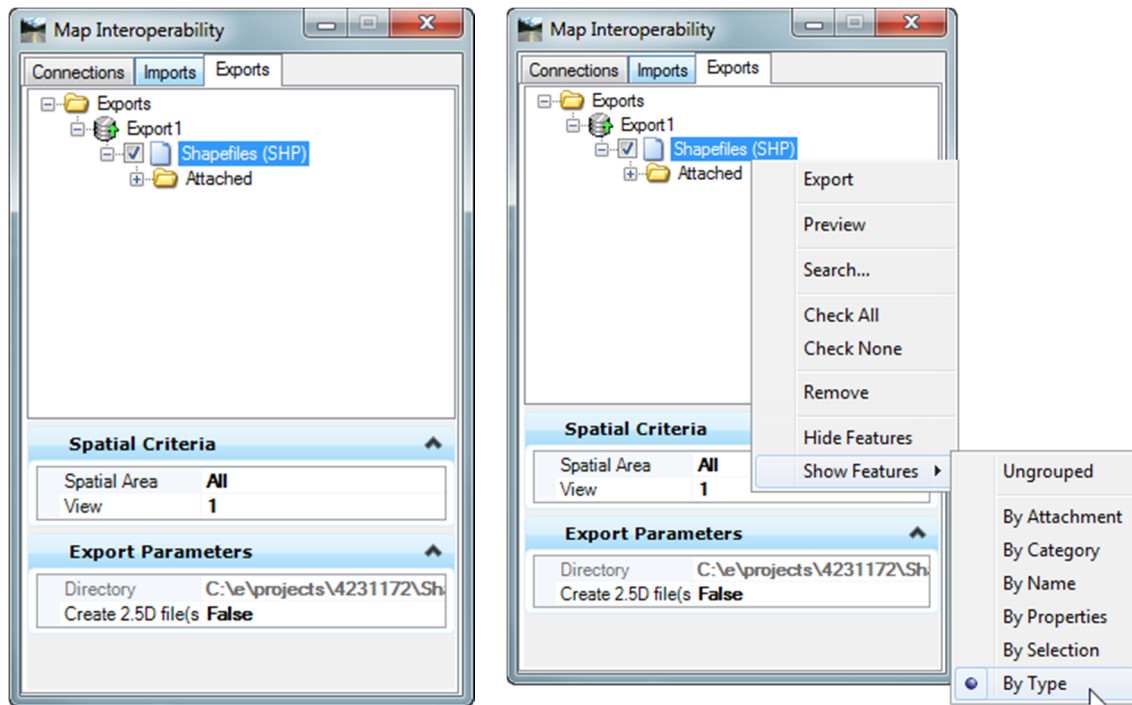 Map Interoperability
Connections Imports Exports
Exports
Export1
Shapefiles (SHP)
Attached
Spatial Criteria
Spatial Area All
View 1
Export Parameters
Directory C:\e\projects\4231172\Sh
Create 2.5D file(s False
Map Interoperability
Connections Imports Exports
Exports
Export1
Shapefiles (SHP)
Attached
Spatial Criteria
Spatial Area All
View 1
Export Parameters
Directory C:\e\projects\4231172\Sh
Create 2.5D file(s False
Export
Preview
Search...
Check All
Check None
Remove
Hide Features
Show Features
Ungrouped
By Attachment
By Category
By Name
By Properties
By Selection
By Type